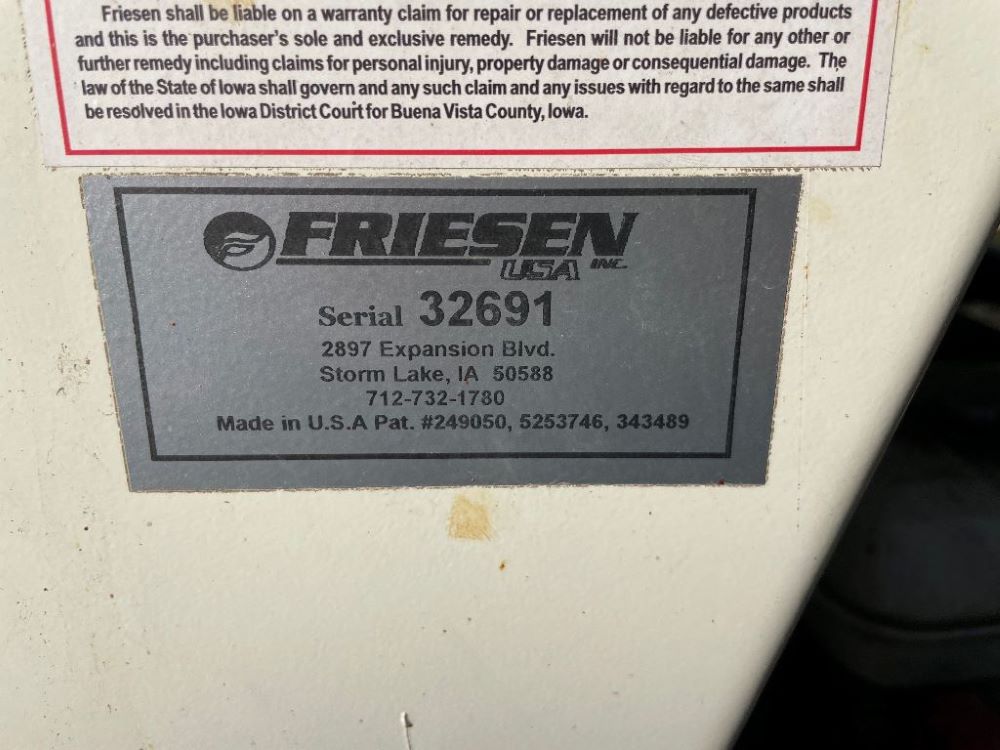 Friesen shall be liable on a warranty claim for repair or replacement of any defective products
and this is the purchaser's sole and exclusive remedy. Friesen will not be liable for any other or
further remedy including claims for personal injury, property damage or consequential damage. The
law of the State of Iowa shall govern and any such claim and any issues with regard to the same shall
be resolved in the Iowa District Court for Buena Vista County, Iowa.
FRIESEN
USA INC.
Serial 32691
2897 Expansion Blvd.
Storm Lake, IA 50588
712-732-1780
Made in U.S.A Pat. #249050, 5253746, 343489